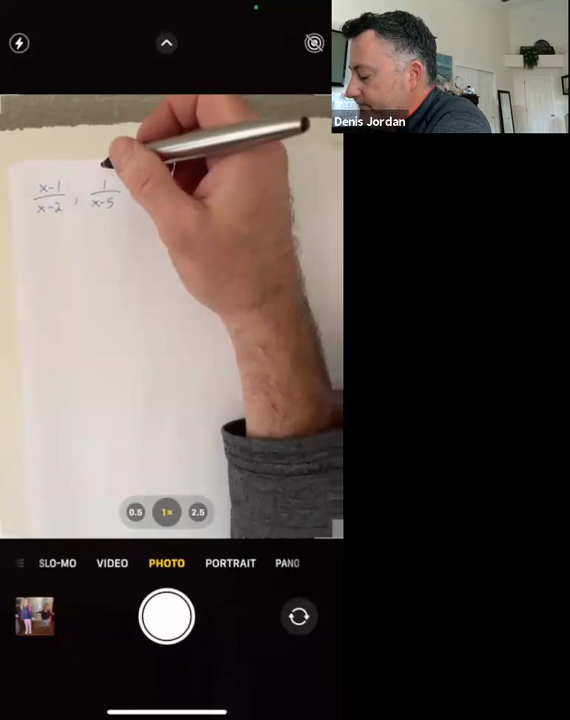 Denis Jordan
x-1 1
x-2 , x-5
0.5 1× 2.5
SLO-MO VIDEO PHOTO PORTRAIT PANO